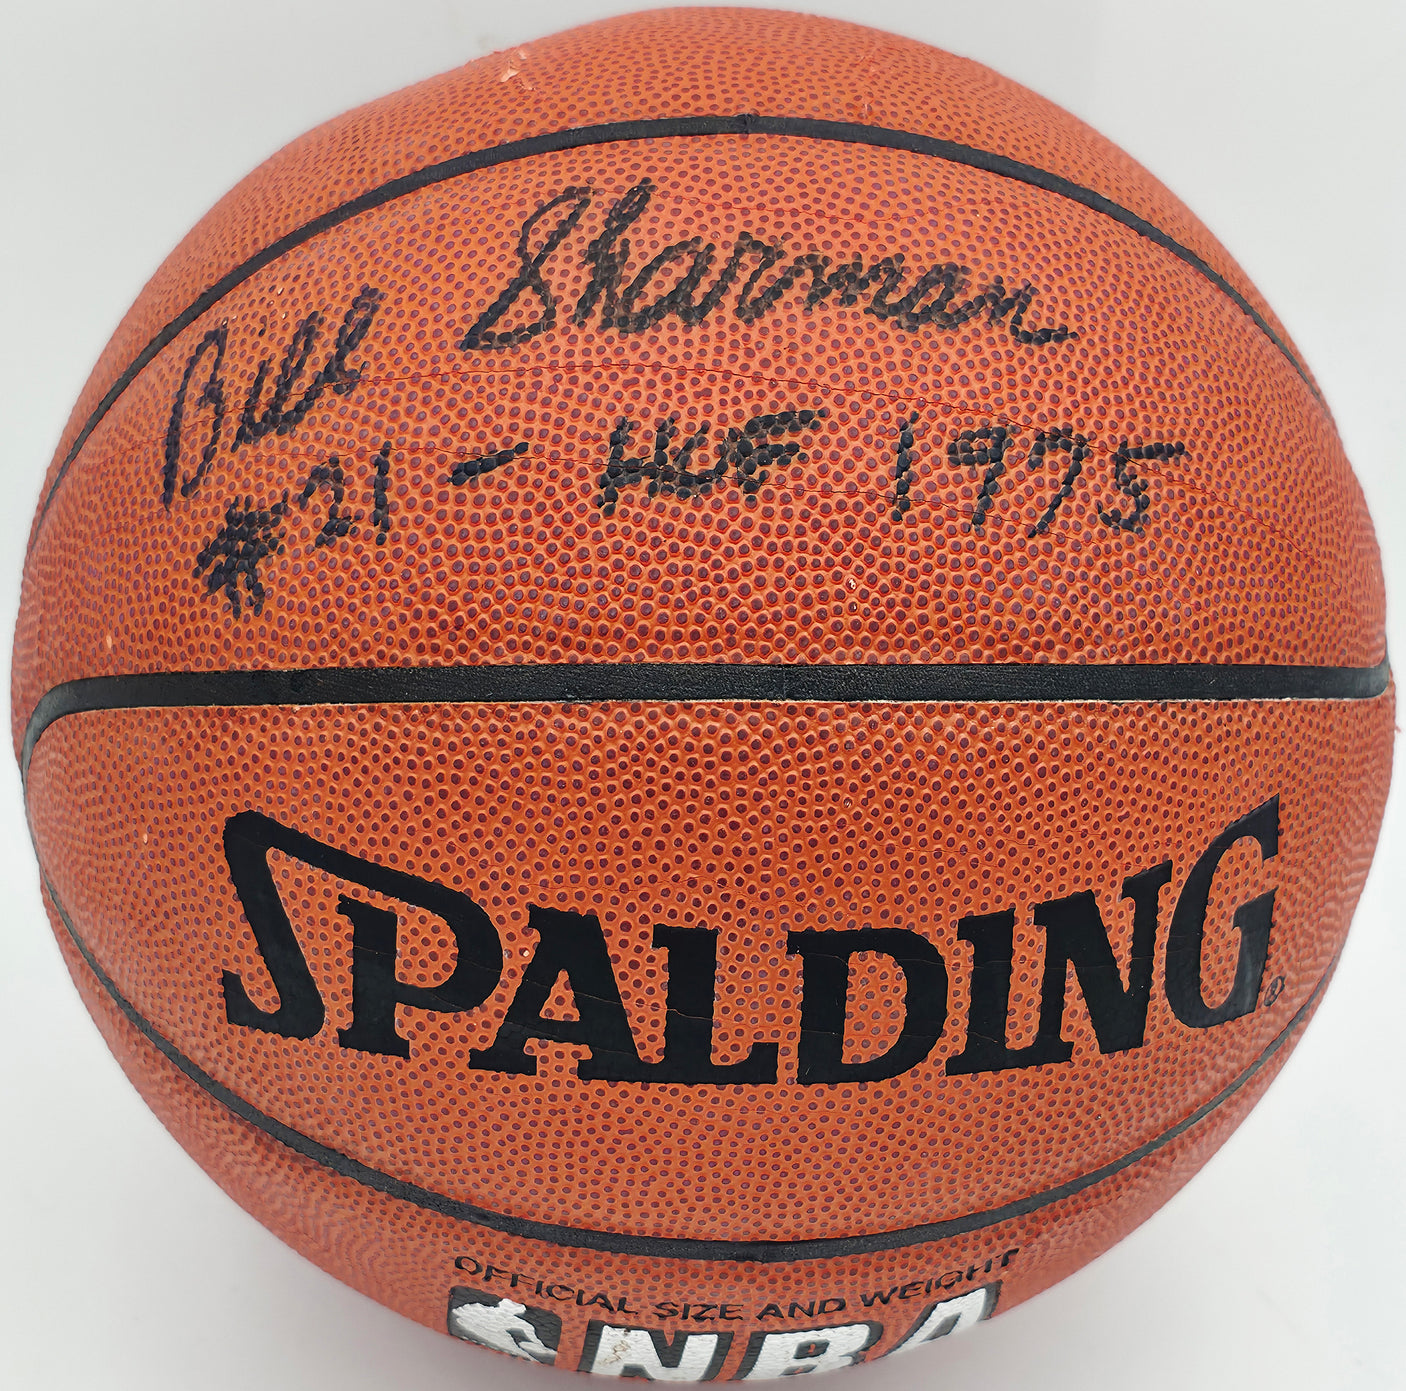 Bill Sharman
#21 - HOF 1975
SPALDING®
OFFICIAL SIZE AND WEIGHT
NBA